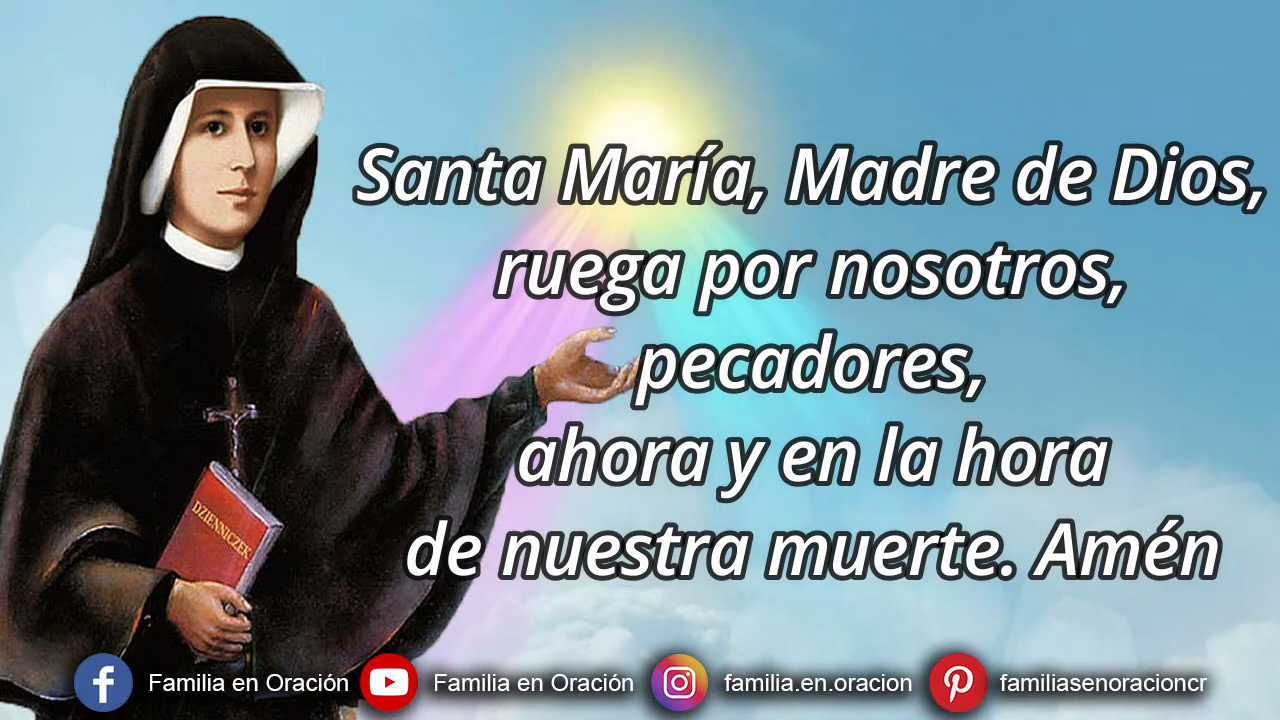 Santa María, Madre de Dios,
ruega por nosotros,
pecadores,
ahora y en la hora
de nuestra muerte. Amén
DZIENNICZEK
Familia en Oración
Familia en Oración
familia.en.oracion
familiasenoracioncr